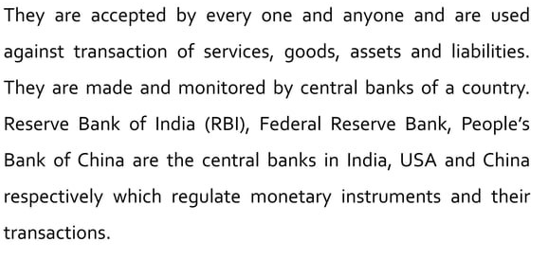 They are accepted by every one and anyone and are used
against transaction of services, goods, assets and liabilities.
They are made and monitored by central banks of a country.
Reserve Bank of India (RBI), Federal Reserve Bank, People’s
Bank of China are the central banks in India, USA and China
respectively which regulate monetary instruments and their
transactions.